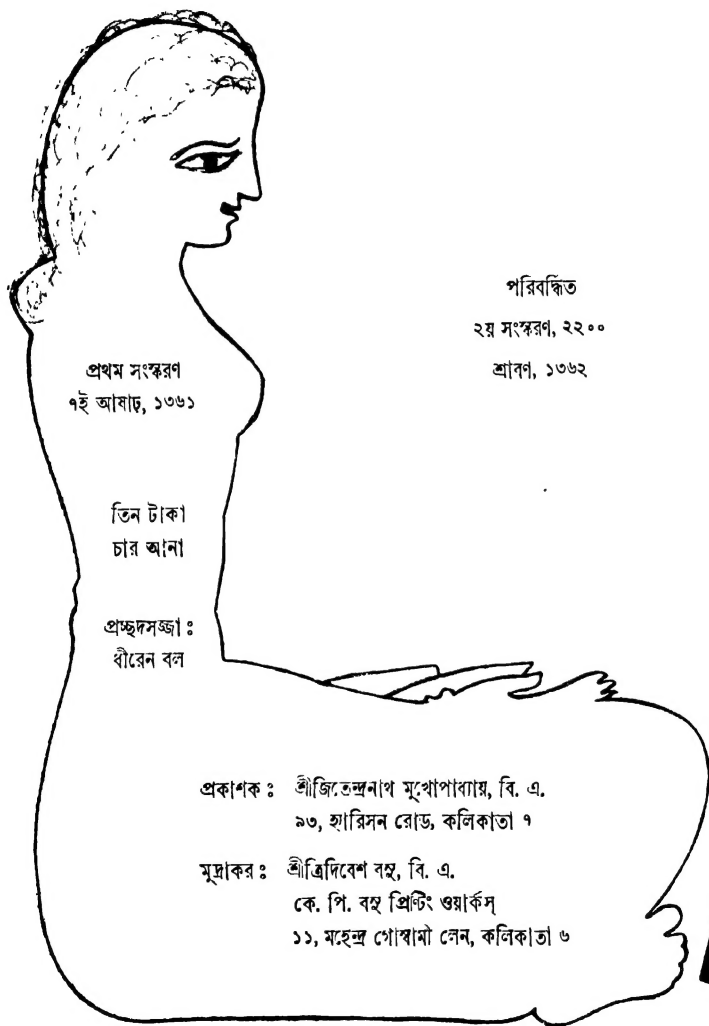 পরিবর্দ্ধিত
২য় সংস্করণ, ২২০০
শ্রাবণ, ১৩৬২
প্রথম সংস্করণ
৭ই আষাঢ়, ১৩৬১
তিন টাকা
চার আনা
প্রচ্ছদসজ্জা ঃ
ধীরেন বল
প্রকাশক ঃ শ্রীজিতেন্দ্রনাথ মুখোপাধ্যায়, বি. এ.
৯৩, হ্যারিসন রোড, কলিকাতা ৭
মুদ্রাকর ঃ শ্রীত্রিদিবেশ বসু, বি. এ.
কে. পি. বসু প্রিন্টিং ওয়ার্কস্
১১, মহেন্দ্র গোস্বামী লেন, কলিকাতা ৬